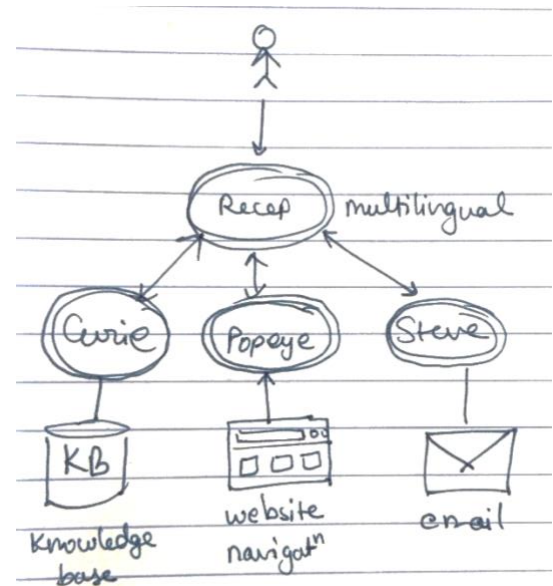 Recep multilingual
Curie Popeye Steve
KB
website email
Knowledge navigatⁿ
base